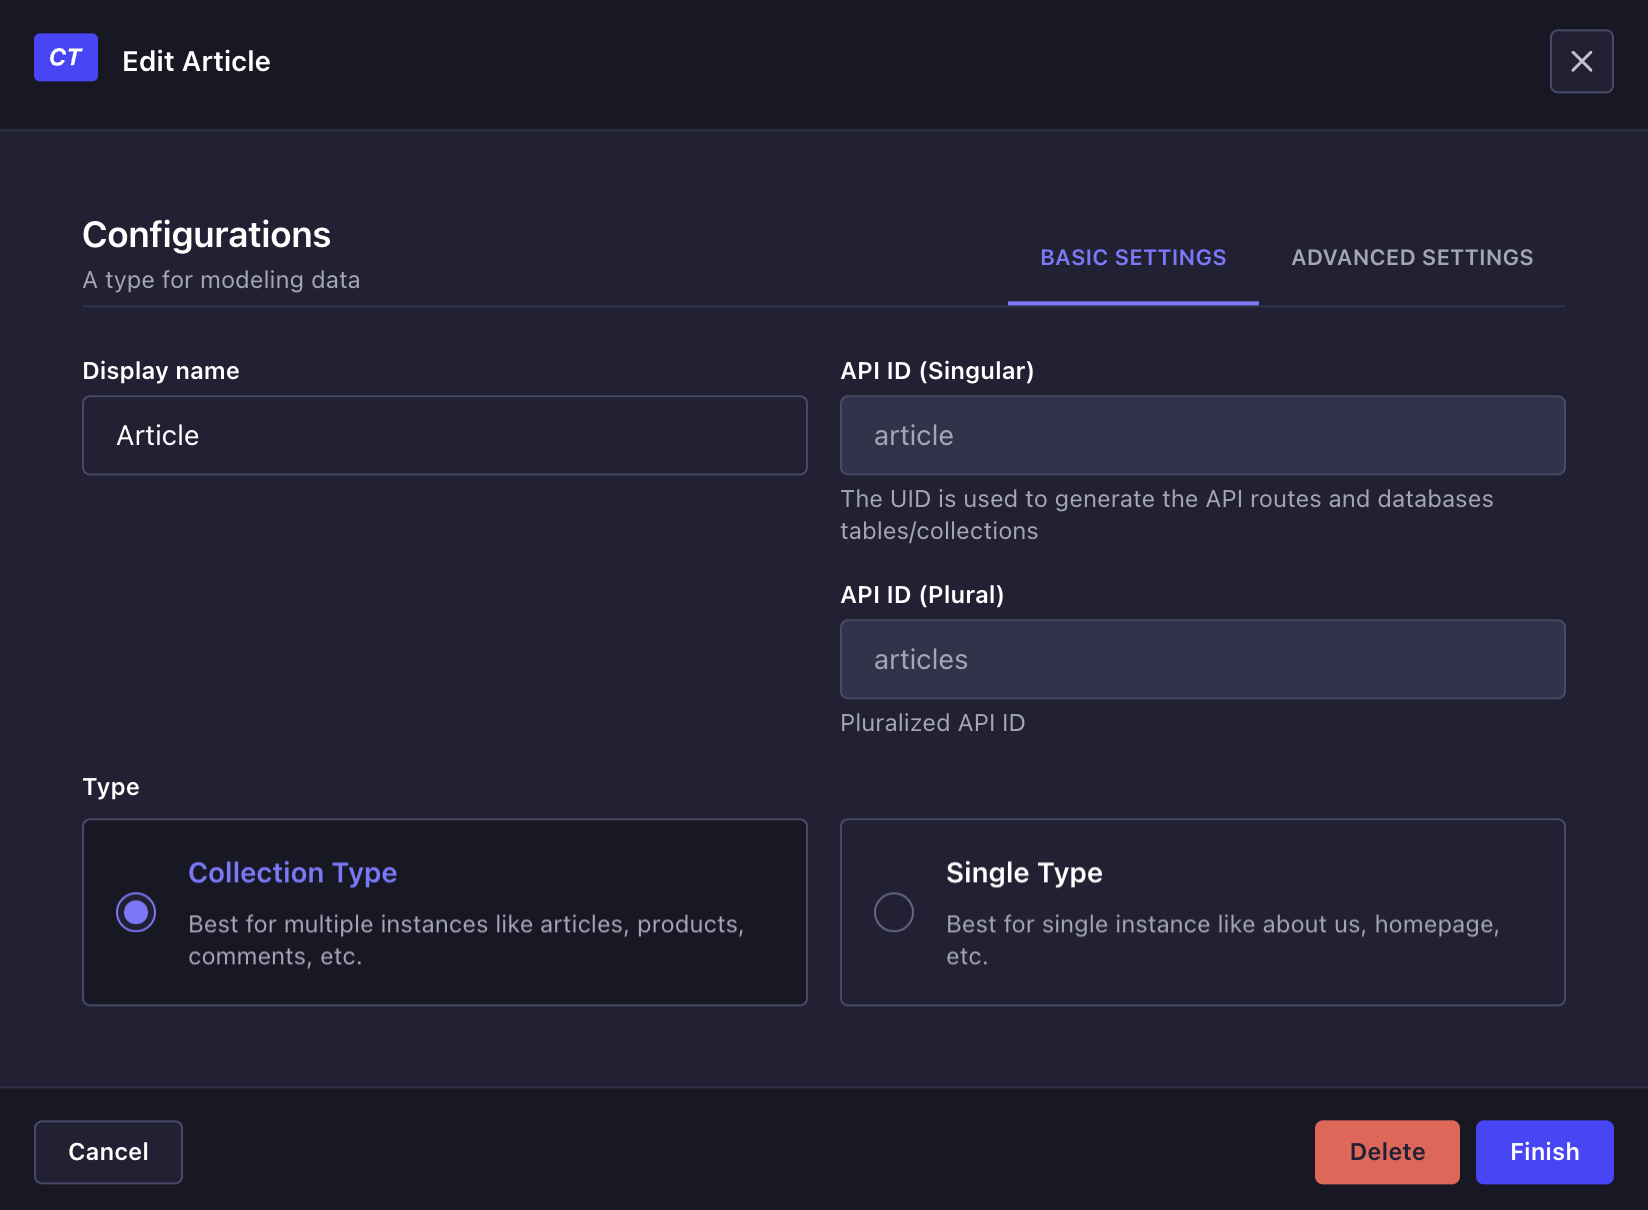 CT
Edit Article
Configurations
A type for modeling data
BASIC SETTINGS
ADVANCED SETTINGS
Display name
Article
API ID (Singular)
article
The UID is used to generate the API routes and databases
tables/collections
API ID (Plural)
articles
Pluralized API ID
Type
Collection Type
Best for multiple instances like articles, products,
comments, etc.
Single Type
Best for single instance like about us, homepage,
etc.
Cancel
Delete
Finish